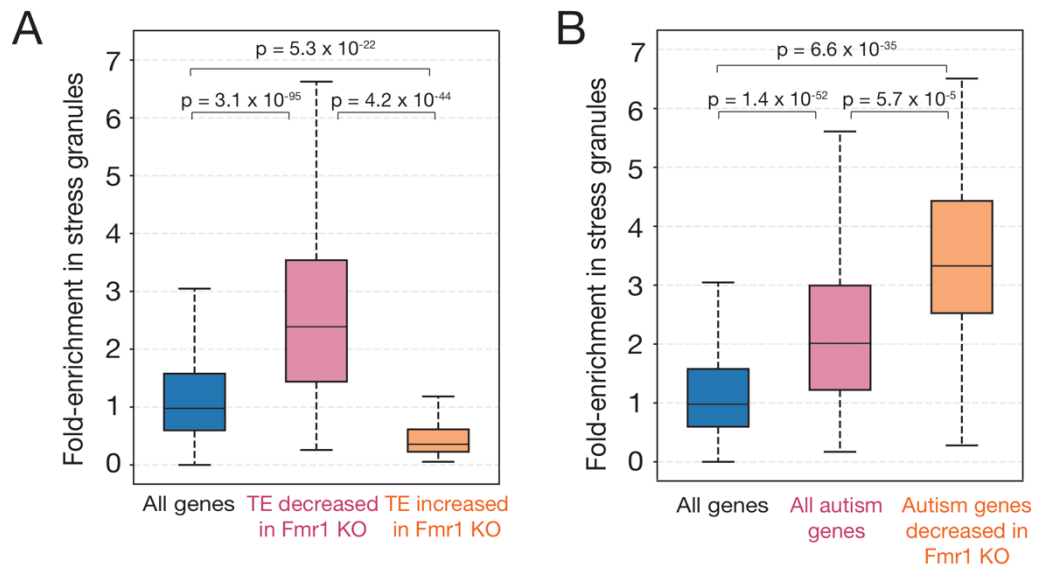 A
Fold-enrichment in stress granules
7
6
5
4
3
2
1
0
p = 5.3 x 10-22
p = 3.1 x 10-95
p = 4.2 x 10-44
All genes
TE decreased
in Fmr1 KO
TE increased
in Fmr1 KO
B
Fold-enrichment in stress granules
7
6
5
4
3
2
1
0
p = 6.6 x 10-35
p = 1.4 x 10-52
p = 5.7 x 10-5
All genes
All autism
genes
Autism genes
decreased in
Fmr1 KO